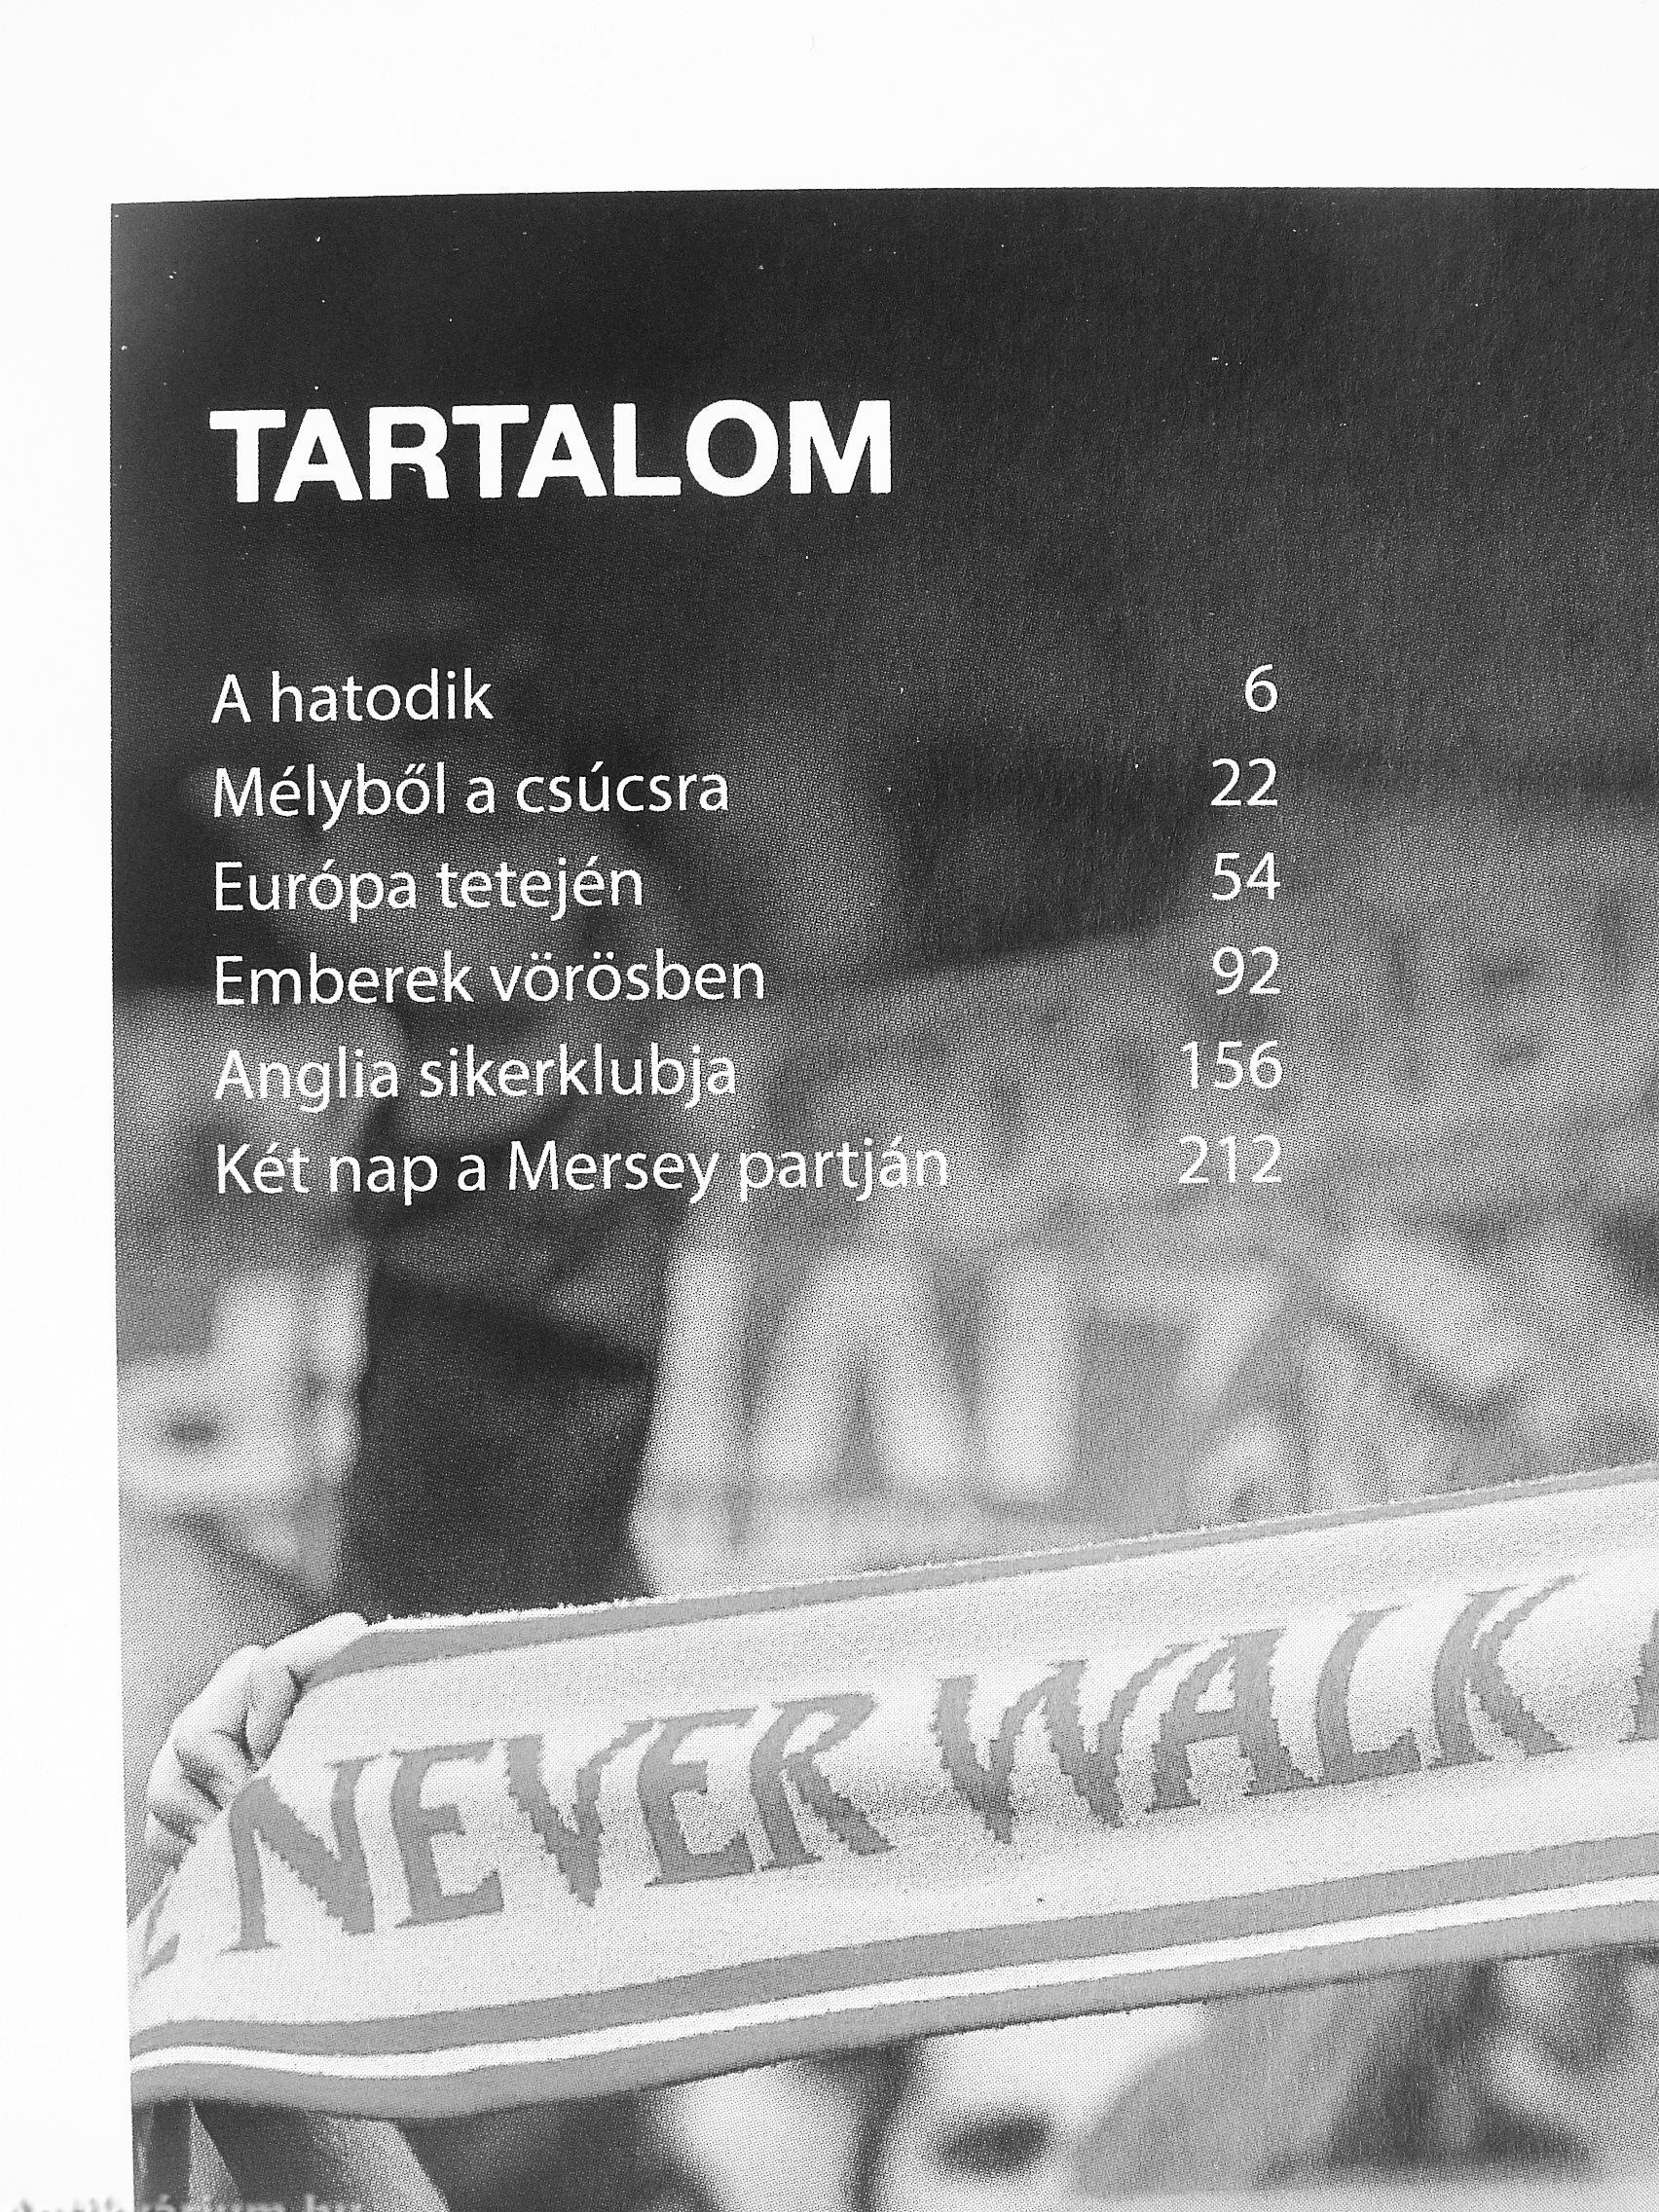 TARTALOM
A hatodik 6
Mélyből a csúcsra 22
Európa tetején 54
Emberek vörösben 92
Anglia sikerklubja 156
Két nap a Mersey partján 212
NEVER WALK